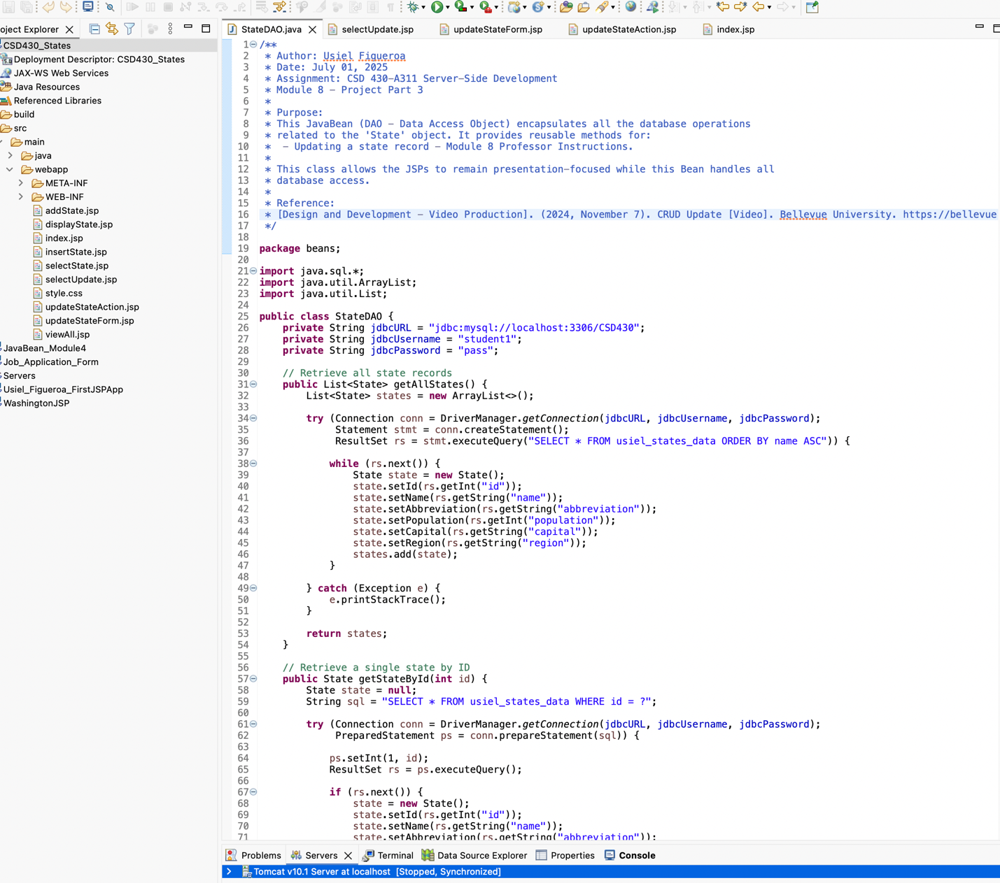 oject Explorer
StateDAO.java
selectUpdate.jsp
updateStateForm.jsp
updateStateAction.jsp
index.jsp
CSD430_States
Deployment Descriptor: CSD430_States
JAX-WS Web Services
Java Resources
Referenced Libraries
build
src
main
java
webapp
META-INF
WEB-INF
addState.jsp
displayState.jsp
index.jsp
insertState.jsp
selectState.jsp
selectUpdate.jsp
style.css
updateStateAction.jsp
updateStateForm.jsp
viewAll.jsp
JavaBean_Module4
Job_Application_Form
Servers
Usiel_Figueroa_FirstJSPApp
WashingtonJSP
1 /**
2  * Author: Usiel Figueroa
3  * Date: July 01, 2025
4  * Assignment: CSD 430-A311 Server-Side Development
5  * Module 8 - Project Part 3
6  *
7  * Purpose:
8  * This JavaBean (DAO - Data Access Object) encapsulates all the database operations
9  * related to the 'State' object. It provides reusable methods for:
10  *  - Updating a state record - Module 8 Professor Instructions.
11  *
12  * This class allows the JSPs to remain presentation-focused while this Bean handles all
13  * database access.
14  *
15  * Reference:
16  * [Design and Development - Video Production]. (2024, November 7). CRUD Update [Video]. Bellevue University. https://bellevue
17  */
18
19 package beans;
20
21 import java.sql.*;
22 import java.util.ArrayList;
23 import java.util.List;
24
25 public class StateDAO {
26     private String jdbcURL = "jdbc:mysql://localhost:3306/CSD430";
27     private String jdbcUsername = "student1";
28     private String jdbcPassword = "pass";
29
30     // Retrieve all state records
31     public List<State> getAllStates() {
32         List<State> states = new ArrayList<>();
33
34         try (Connection conn = DriverManager.getConnection(jdbcURL, jdbcUsername, jdbcPassword);
35              Statement stmt = conn.createStatement();
36              ResultSet rs = stmt.executeQuery("SELECT * FROM usiel_states_data ORDER BY name ASC")) {
37
38             while (rs.next()) {
39                 State state = new State();
40                 state.setId(rs.getInt("id"));
41                 state.setName(rs.getString("name"));
42                 state.setAbbreviation(rs.getString("abbreviation"));
43                 state.setPopulation(rs.getInt("population"));
44                 state.setCapital(rs.getString("capital"));
45                 state.setRegion(rs.getString("region"));
46                 states.add(state);
47             }
48
49         } catch (Exception e) {
50             e.printStackTrace();
51         }
52
53         return states;
54     }
55
56     // Retrieve a single state by ID
57     public State getStateById(int id) {
58         State state = null;
59         String sql = "SELECT * FROM usiel_states_data WHERE id = ?";
60
61         try (Connection conn = DriverManager.getConnection(jdbcURL, jdbcUsername, jdbcPassword);
62              PreparedStatement ps = conn.prepareStatement(sql)) {
63
64             ps.setInt(1, id);
65             ResultSet rs = ps.executeQuery();
66
67             if (rs.next()) {
68                 state = new State();
69                 state.setId(rs.getInt("id"));
70                 state.setName(rs.getString("name"));
71                 state.setAbbreviation(rs.getString("abbreviation"));
Problems
Servers
Terminal
Data Source Explorer
Properties
Console
Tomcat v10.1 Server at localhost [Stopped, Synchronized]